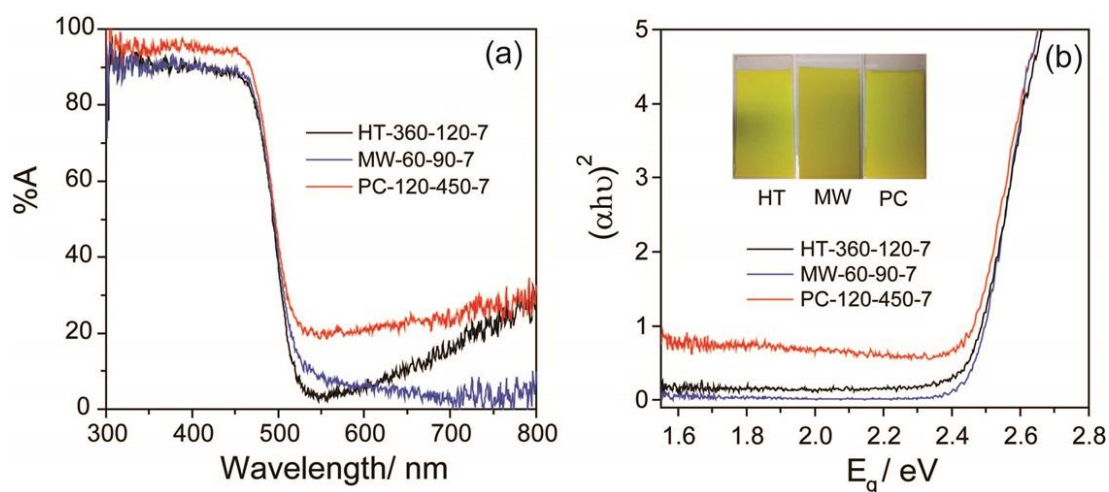 (a)
%A
100
80
60
40
20
0
HT-360-120-7
MW-60-90-7
PC-120-450-7
300 400 500 600 700 800
Wavelength/ nm
(b)
(αhυ)²
5
4
3
2
1
0
HT MW PC
HT-360-120-7
MW-60-90-7
PC-120-450-7
1.6 1.8 2.0 2.2 2.4 2.6 2.8
E_g / eV